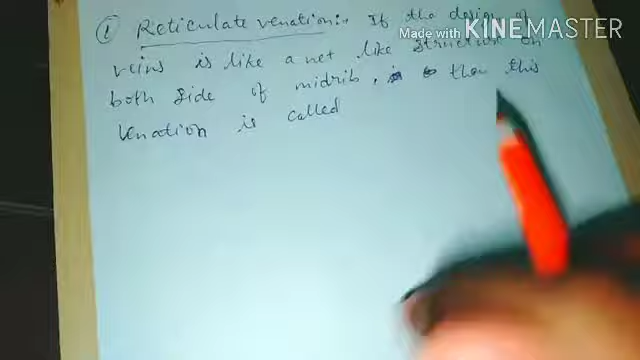 ① Reticulate venation:- If the design of
veins is like a net like structure on
both side of midrib, then this
venation is called
Made with KINEMASTER